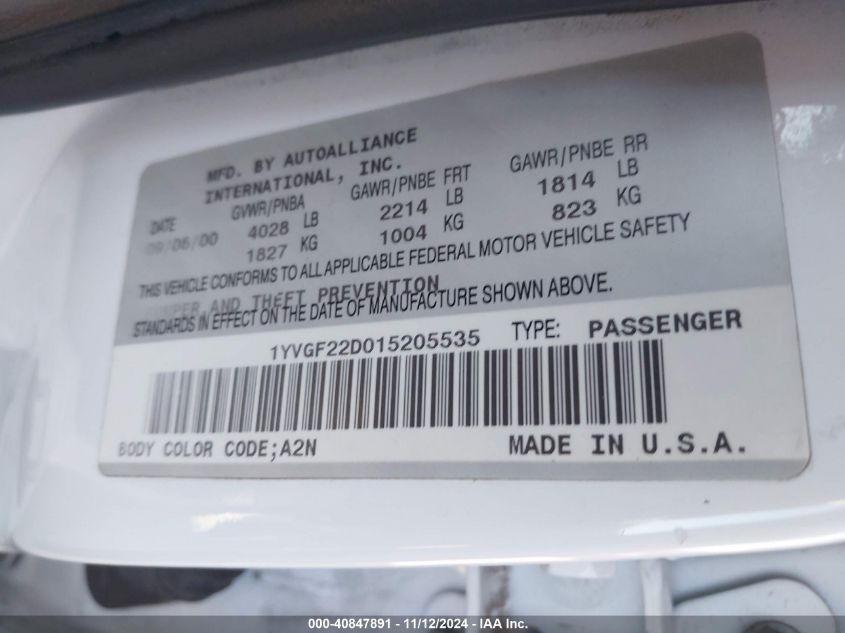 MFD. BY AUTOALLIANCE
INTERNATIONAL, INC.
DATE GVWR/PNBA GAWR/PNBE FRT GAWR/PNBE RR
09/06/00 4028 LB 2214 LB 1814 LB
1827 KG 1004 KG 823 KG
THIS VEHICLE CONFORMS TO ALL APPLICABLE FEDERAL MOTOR VEHICLE SAFETY
AND THEFT PREVENTION
STANDARDS IN EFFECT ON THE DATE OF MANUFACTURE SHOWN ABOVE.
1YVGF22D015205535 TYPE: PASSENGER
BODY COLOR CODE;A2N MADE IN U.S.A.
000-40847891 - 11/12/2024 - IAA Inc.